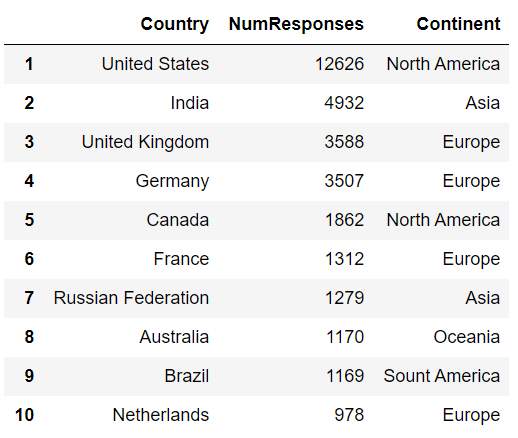 Country NumResponses Continent
1 United States 12626 North America
2 India 4932 Asia
3 United Kingdom 3588 Europe
4 Germany 3507 Europe
5 Canada 1862 North America
6 France 1312 Europe
7 Russian Federation 1279 Asia
8 Australia 1170 Oceania
9 Brazil 1169 Sount America
10 Netherlands 978 Europe